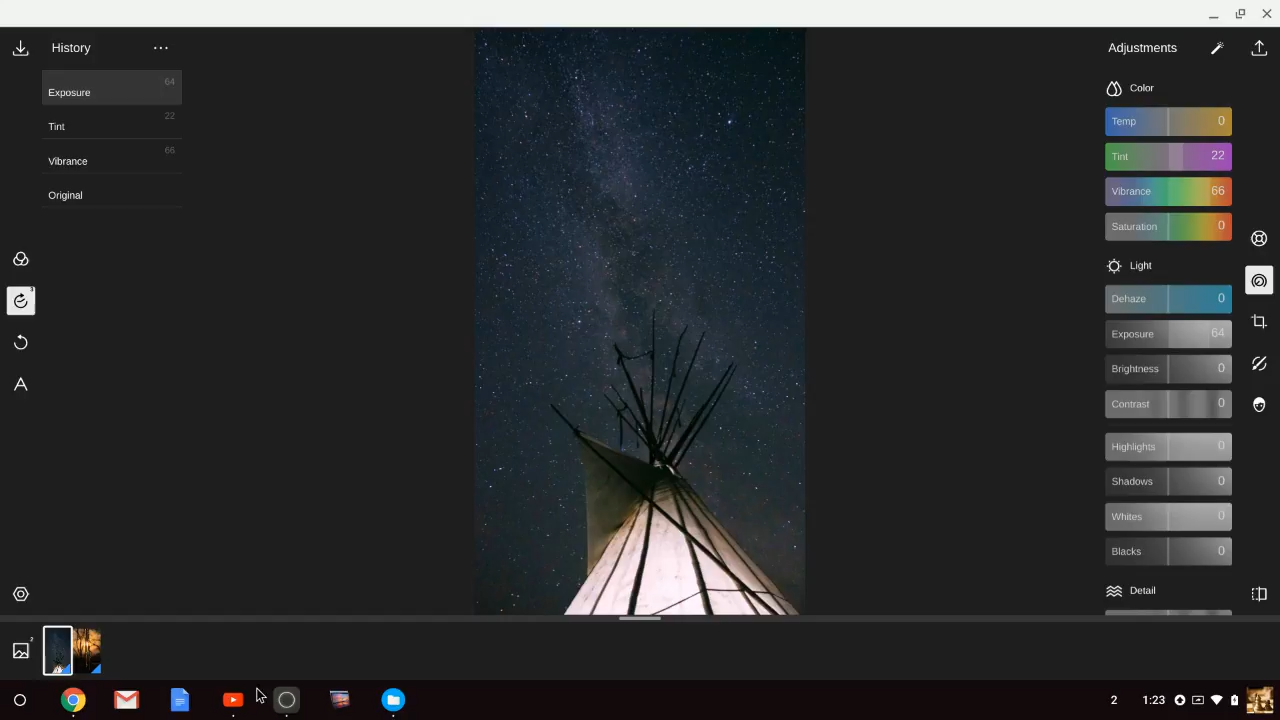 History
Exposure 64
Tint 22
Vibrance 66
Original
3
A
Adjustments
Color
Temp 0
Tint 22
Vibrance 66
Saturation 0
Light
Dehaze 0
Exposure 64
Brightness 0
Contrast 0
Highlights 0
Shadows 0
Whites 0
Blacks 0
Detail
2
2 1:23